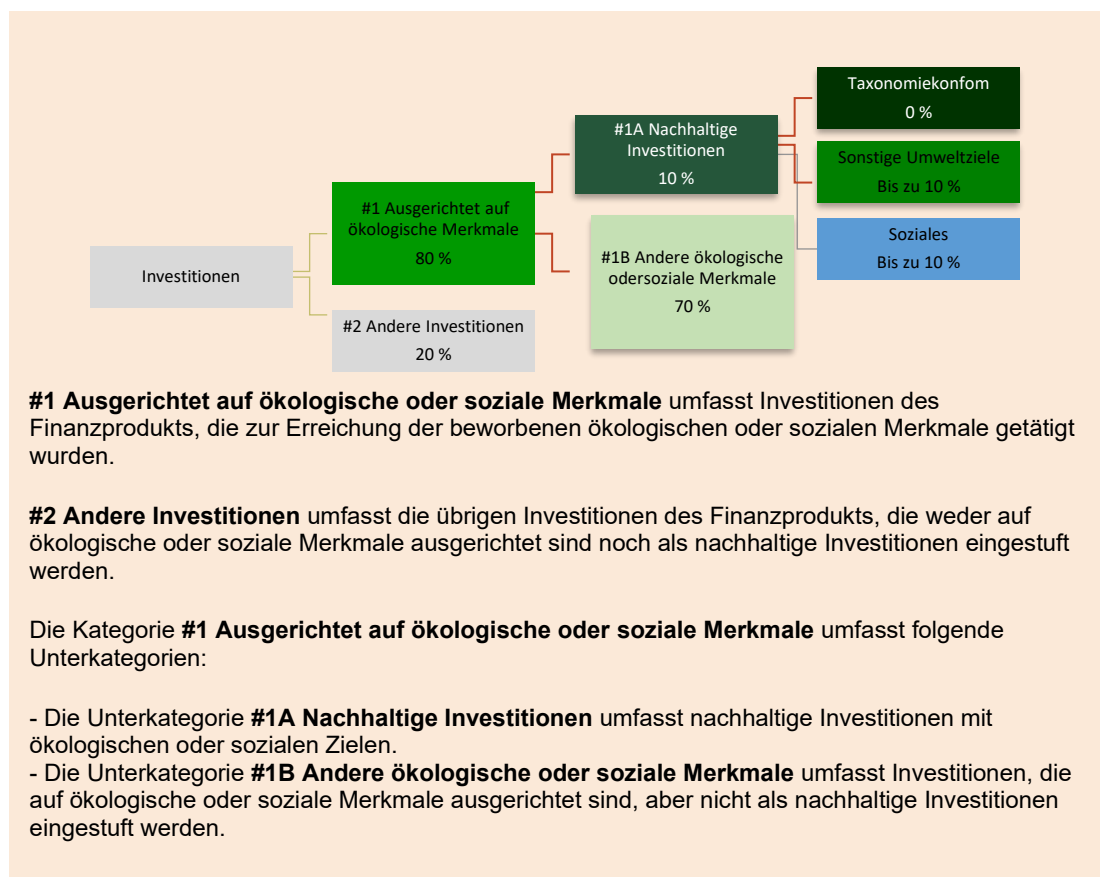 Investitionen
#1 Ausgerichtet auf
ökologische Merkmale
80 %
#2 Andere Investitionen
20 %
#1A Nachhaltige
Investitionen
10 %
#1B Andere ökologische
odersoziale Merkmale
70 %
Taxonomiekonfom
0 %
Sonstige Umweltziele
Bis zu 10 %
Soziales
Bis zu 10 %
#1 Ausgerichtet auf ökologische oder soziale Merkmale umfasst Investitionen des
Finanzprodukts, die zur Erreichung der beworbenen ökologischen oder sozialen Merkmale getätigt
wurden.
#2 Andere Investitionen umfasst die übrigen Investitionen des Finanzprodukts, die weder auf
ökologische oder soziale Merkmale ausgerichtet sind noch als nachhaltige Investitionen eingestuft
werden.
Die Kategorie #1 Ausgerichtet auf ökologische oder soziale Merkmale umfasst folgende
Unterkategorien:
- Die Unterkategorie #1A Nachhaltige Investitionen umfasst nachhaltige Investitionen mit
ökologischen oder sozialen Zielen.
- Die Unterkategorie #1B Andere ökologische oder soziale Merkmale umfasst Investitionen, die
auf ökologische oder soziale Merkmale ausgerichtet sind, aber nicht als nachhaltige Investitionen
eingestuft werden.